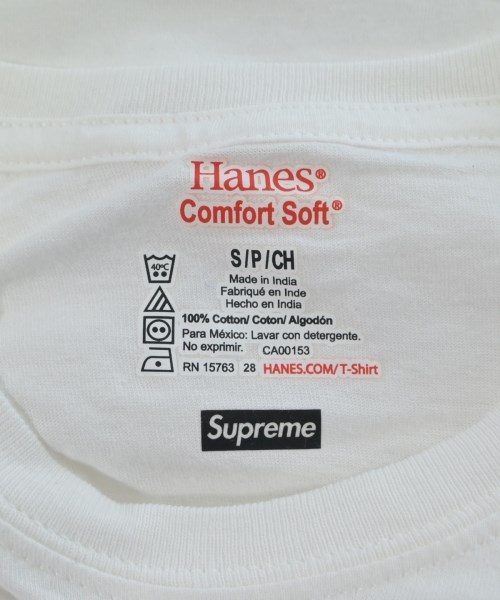 Hanes®
Comfort Soft®
S/P/CH
40ºC
Made in India
Fabriqué en Inde
Hecho en India
100% Cotton/ Coton/ Algodón
Para México: Lavar con detergente.
No exprimir. CA00153
RN 15763 28 HANES.COM/T-Shirt
Supreme